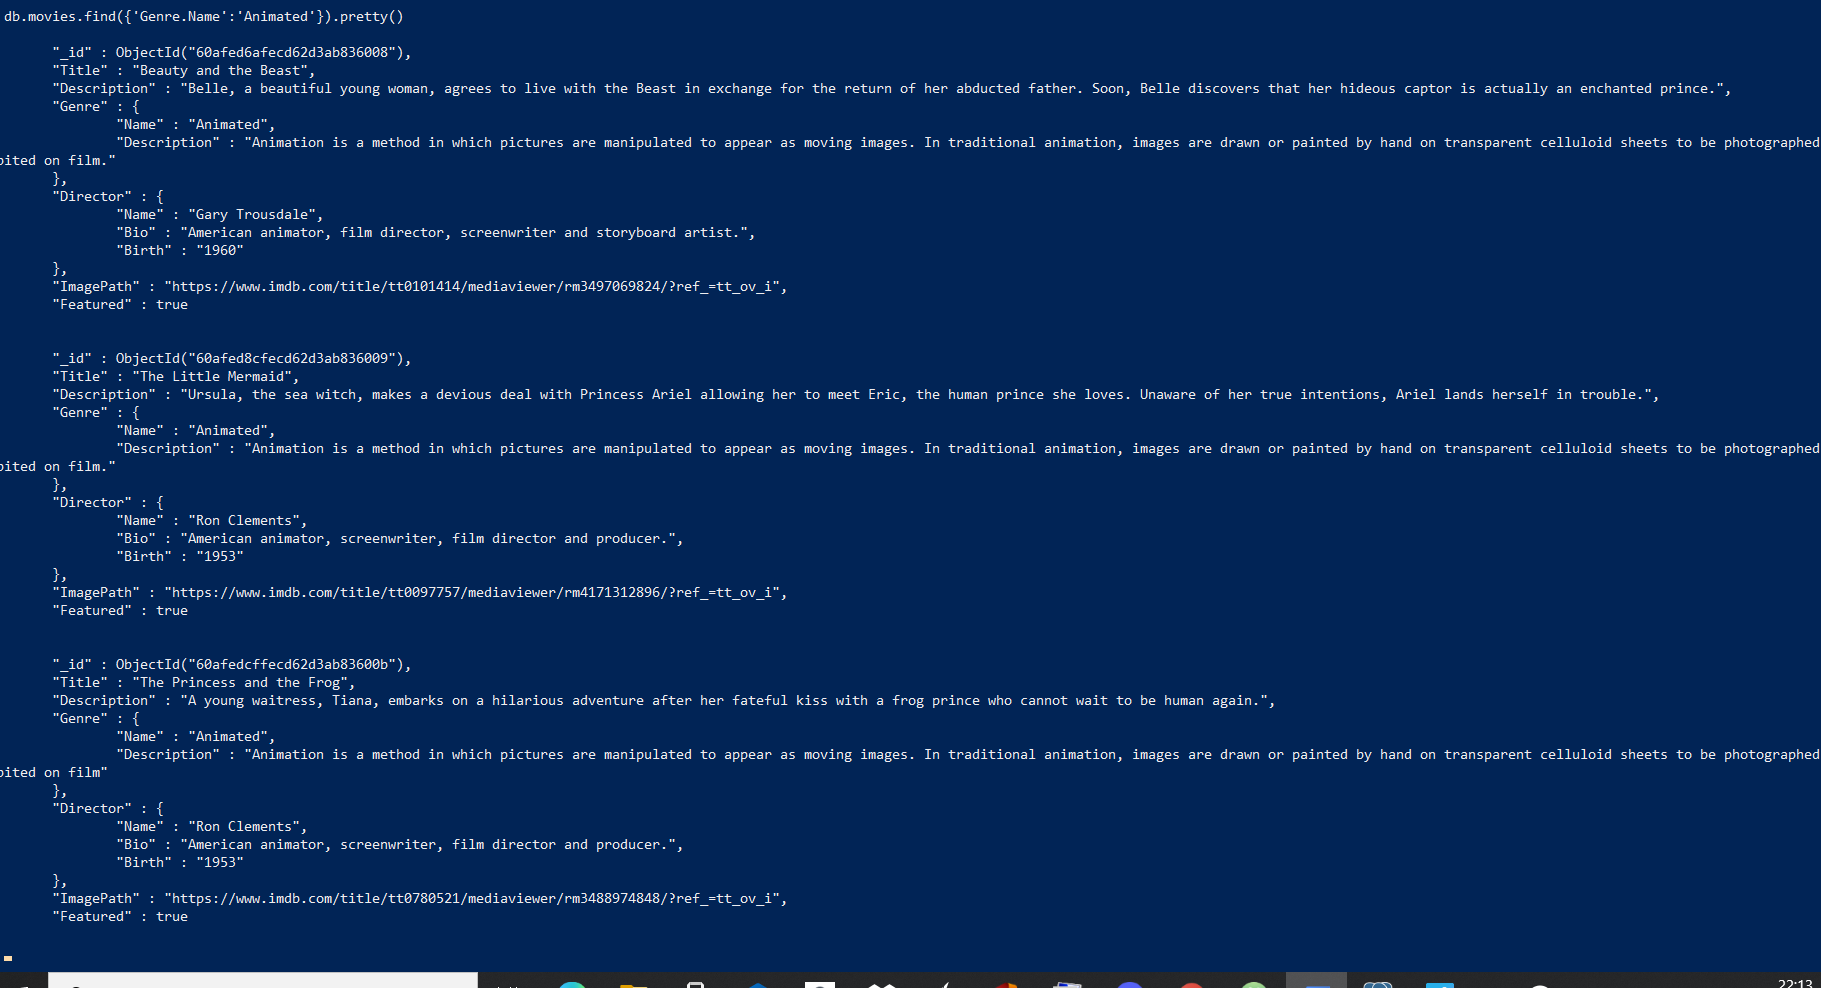 db.movies.find({'Genre.Name':'Animated'}).pretty()
"_id" : ObjectId("60afed6afecd62d3ab836008"),
"Title" : "Beauty and the Beast",
"Description" : "Belle, a beautiful young woman, agrees to live with the Beast in exchange for the return of her abducted father. Soon, Belle discovers that her hideous captor is actually an enchanted prince.",
"Genre" : {
"Name" : "Animated",
"Description" : "Animation is a method in which pictures are manipulated to appear as moving images. In traditional animation, images are drawn or painted by hand on transparent celluloid sheets to be photographed
bited on film."
},
"Director" : {
"Name" : "Gary Trousdale",
"Bio" : "American animator, film director, screenwriter and storyboard artist.",
"Birth" : "1960"
},
"ImagePath" : "https://www.imdb.com/title/tt0101414/mediaviewer/rm3497069824/?ref_=tt_ov_i",
"Featured" : true
"_id" : ObjectId("60afed8cfecd62d3ab836009"),
"Title" : "The Little Mermaid",
"Description" : "Ursula, the sea witch, makes a devious deal with Princess Ariel allowing her to meet Eric, the human prince she loves. Unaware of her true intentions, Ariel lands herself in trouble.",
"Genre" : {
"Name" : "Animated",
"Description" : "Animation is a method in which pictures are manipulated to appear as moving images. In traditional animation, images are drawn or painted by hand on transparent celluloid sheets to be photographed
bited on film."
},
"Director" : {
"Name" : "Ron Clements",
"Bio" : "American animator, screenwriter, film director and producer.",
"Birth" : "1953"
},
"ImagePath" : "https://www.imdb.com/title/tt0097757/mediaviewer/rm4171312896/?ref_=tt_ov_i",
"Featured" : true
"_id" : ObjectId("60afedcffecd62d3ab83600b"),
"Title" : "The Princess and the Frog",
"Description" : "A young waitress, Tiana, embarks on a hilarious adventure after her fateful kiss with a frog prince who cannot wait to be human again.",
"Genre" : {
"Name" : "Animated",
"Description" : "Animation is a method in which pictures are manipulated to appear as moving images. In traditional animation, images are drawn or painted by hand on transparent celluloid sheets to be photographed
bited on film"
},
"Director" : {
"Name" : "Ron Clements",
"Bio" : "American animator, screenwriter, film director and producer.",
"Birth" : "1953"
},
"ImagePath" : "https://www.imdb.com/title/tt0780521/mediaviewer/rm3488974848/?ref_=tt_ov_i",
"Featured" : true
22:13